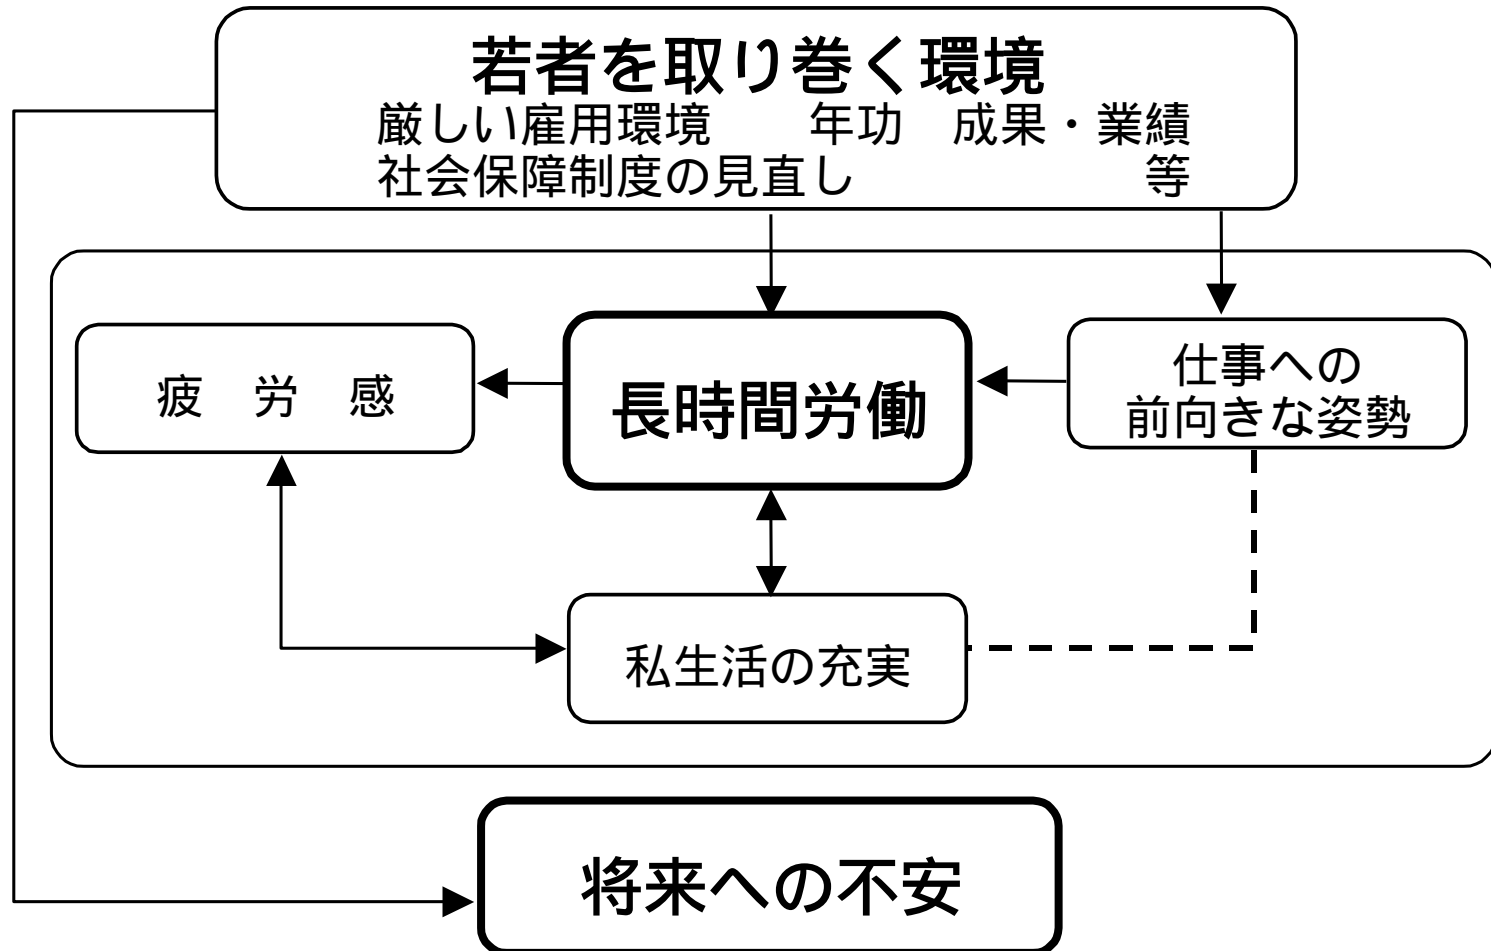 若者を取り巻く環境
厳しい雇用環境　　年功　成果・業績
社会保障制度の見直し　　　　　　等
疲　労　感
長時間労働
仕事への
前向きな姿勢
私生活の充実
将来への不安